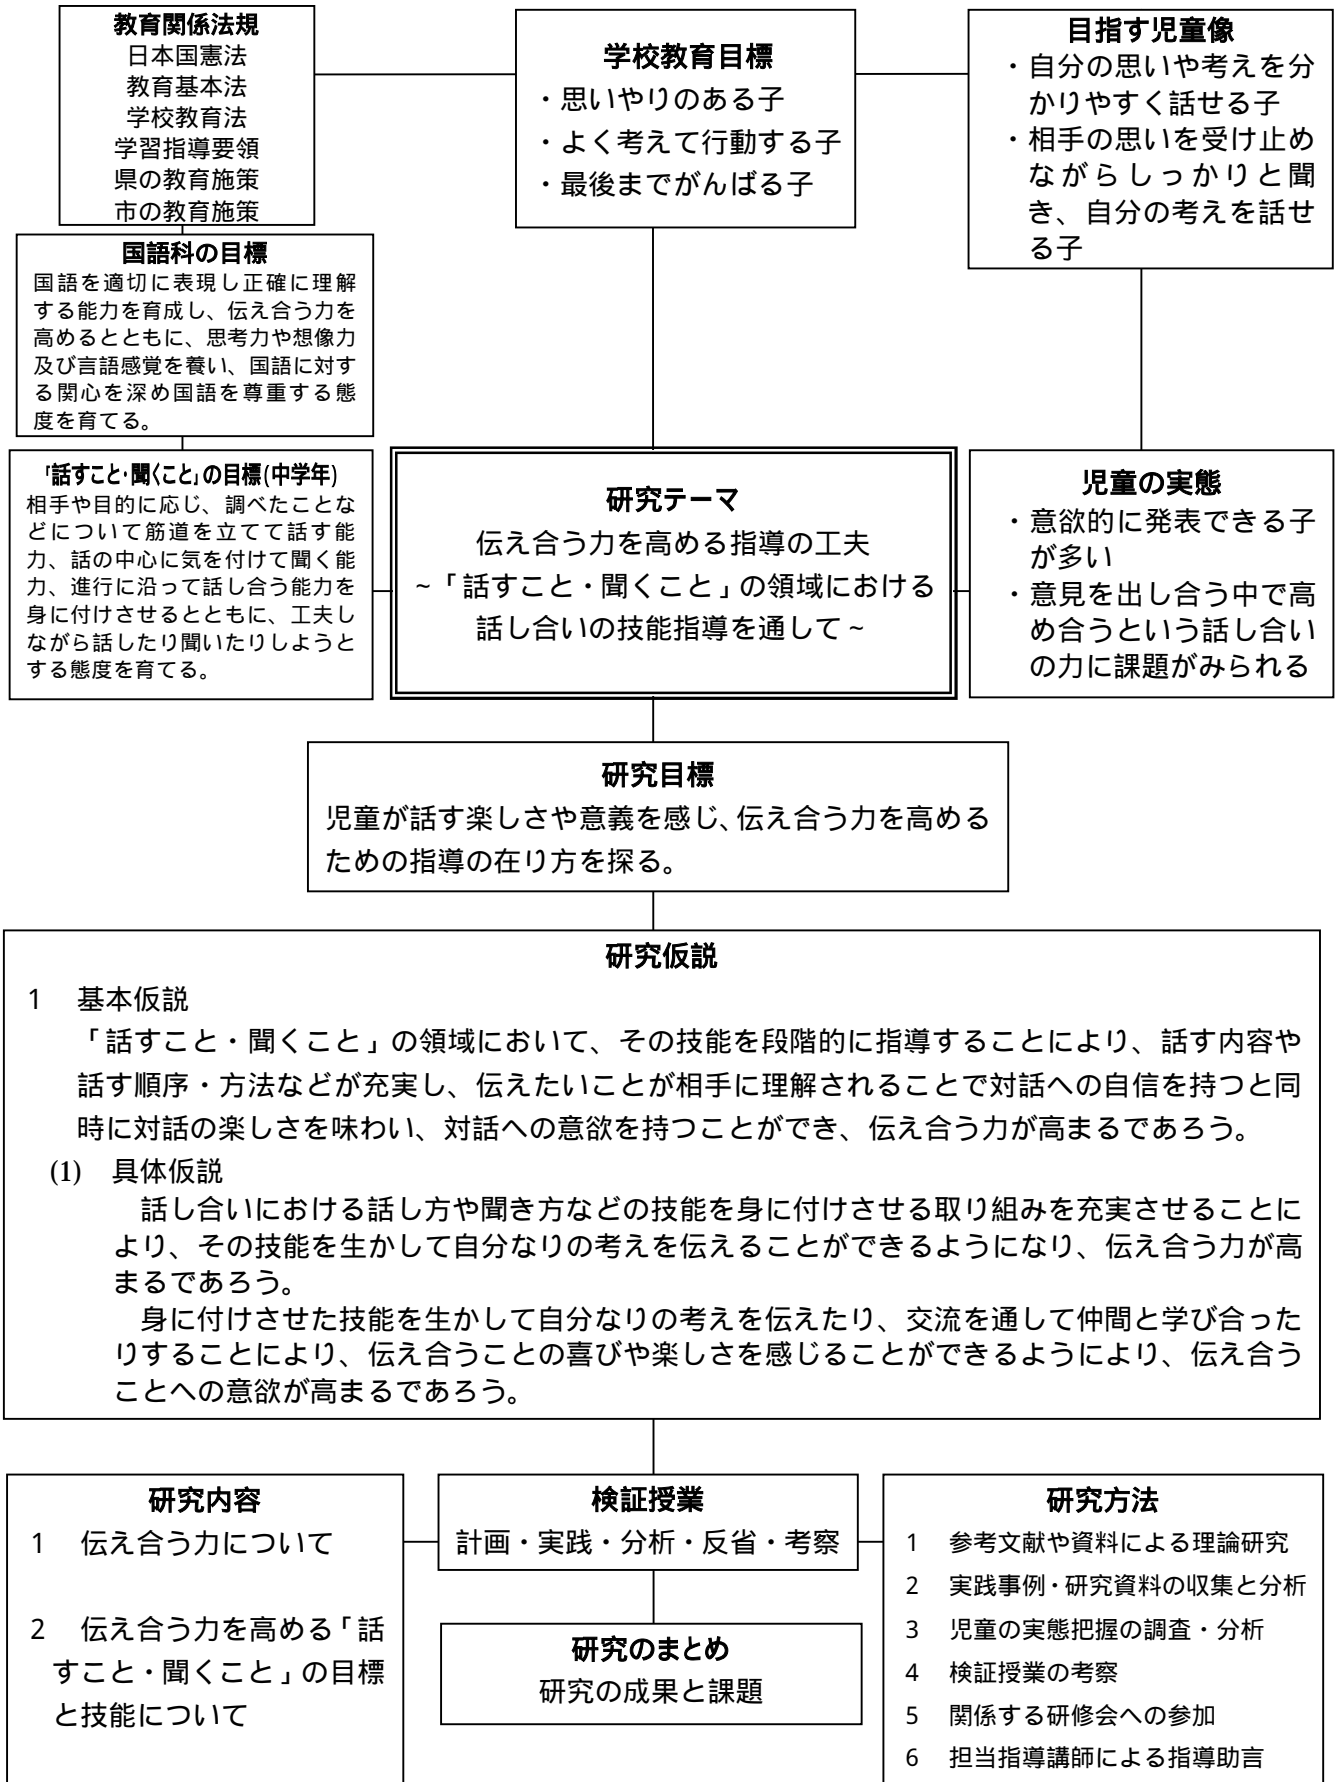 教育関係法規
日本国憲法
教育基本法
学校教育法
学習指導要領
県の教育施策
市の教育施策
学校教育目標
・思いやりのある子
・よく考えて行動する子
・最後までがんばる子
目指す児童像
・自分の思いや考えを分
かりやすく話せる子
・相手の思いを受け止め
ながらしっかりと聞
き、自分の考えを話せ
る子
国語科の目標
国語を適切に表現し正確に理解
する能力を育成し、伝え合う力を
高めるとともに、思考力や想像力
及び言語感覚を養い、国語に対す
る関心を深め国語を尊重する態
度を育てる。
「話すこと・聞くこと」の目標(中学年)
相手や目的に応じ、調べたことな
どについて筋道を立てて話す能
力、話の中心に気を付けて聞く能
力、進行に沿って話し合う能力を
身に付けさせるとともに、工夫し
ながら話したり聞いたりしようと
する態度を育てる。
研究テーマ
伝え合う力を高める指導の工夫
~「話すこと・聞くこと」の領域における
話し合いの技能指導を通して~
児童の実態
・意欲的に発表できる子
が多い
・意見を出し合う中で高
め合うという話し合い
の力に課題がみられる
研究目標
児童が話す楽しさや意義を感じ、伝え合う力を高める
ための指導の在り方を探る。
研究仮説
1 基本仮説
「話すこと・聞くこと」の領域において、その技能を段階的に指導することにより、話す内容や
話す順序・方法などが充実し、伝えたいことが相手に理解されることで対話への自信を持つと同
時に対話の楽しさを味わい、対話への意欲を持つことができ、伝え合う力が高まるであろう。
(1) 具体仮説
話し合いにおける話し方や聞き方などの技能を身に付けさせる取り組みを充実させることに
より、その技能を生かして自分なりの考えを伝えることができるようになり、伝え合う力が高
まるであろう。
身に付けさせた技能を生かして自分なりの考えを伝えたり、交流を通して仲間と学び合った
りすることにより、伝え合うことの喜びや楽しさを感じることができるようにより、伝え合う
ことへの意欲が高まるであろう。
研究内容
1 伝え合う力について
2 伝え合う力を高める「話
すこと・聞くこと」の目標
と技能について
検証授業
計画・実践・分析・反省・考察
研究のまとめ
研究の成果と課題
研究方法
1 参考文献や資料による理論研究
2 実践事例・研究資料の収集と分析
3 児童の実態把握の調査・分析
4 検証授業の考察
5 関係する研修会への参加
6 担当指導講師による指導助言